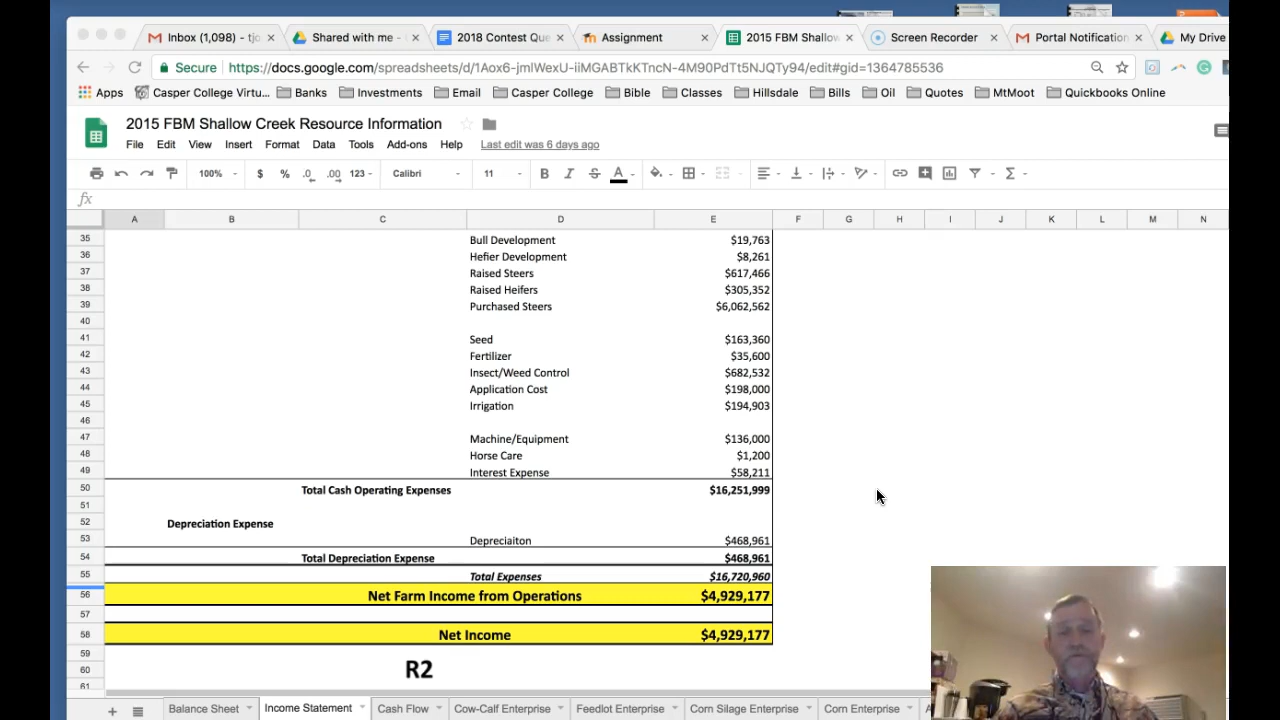 Inbox (1,098) - tjc
Shared with me -
2018 Contest Que
Assignment
2015 FBM Shallow
Screen Recorder
Portal Notification
My Drive
Secure https://docs.google.com/spreadsheets/d/1Aox6-jmIWexU-iiMGABTkKTncN-4M90PdTt5NJQTy94/edit#gid=1364785536
Apps Casper College Virtu... Banks Investments Email Casper College Bible Classes Hillsdale Bills Oil Quotes MtMoot Quickbooks Online
2015 FBM Shallow Creek Resource Information
File Edit View Insert Format Data Tools Add-ons Help Last edit was 6 days ago
100% $ % .0 .00 123 Calibri 11 B I S A
fx
A B C D E F G H I J K L M N
35 Bull Development $19,763
36 Hefier Development $8,261
37 Raised Steers $617,466
38 Raised Heifers $305,352
39 Purchased Steers $6,062,562
40
41 Seed $163,360
42 Fertilizer $35,600
43 Insect/Weed Control $682,532
44 Application Cost $198,000
45 Irrigation $194,903
46
47 Machine/Equipment $136,000
48 Horse Care $1,200
49 Interest Expense $58,211
50 Total Cash Operating Expenses $16,251,999
51
52 Depreciation Expense
53 Depreciaiton $468,961
54 Total Depreciation Expense $468,961
55 Total Expenses $16,720,960
56 Net Farm Income from Operations $4,929,177
57
58 Net Income $4,929,177
59
60 R2
61
Balance Sheet Income Statement Cash Flow Cow-Calf Enterprise Feedlot Enterprise Corn Silage Enterprise Corn Enterprise A